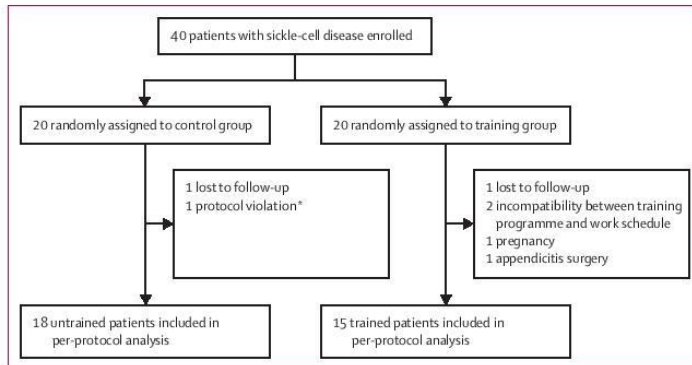 40 patients with sickle-cell disease enrolled
20 randomly assigned to control group
20 randomly assigned to training group
1 lost to follow-up
1 protocol violation*
1 lost to follow-up
2 incompatibility between training
programme and work schedule
1 pregnancy
1 appendicitis surgery
18 untrained patients included in
per-protocol analysis
15 trained patients included in
per-protocol analysis